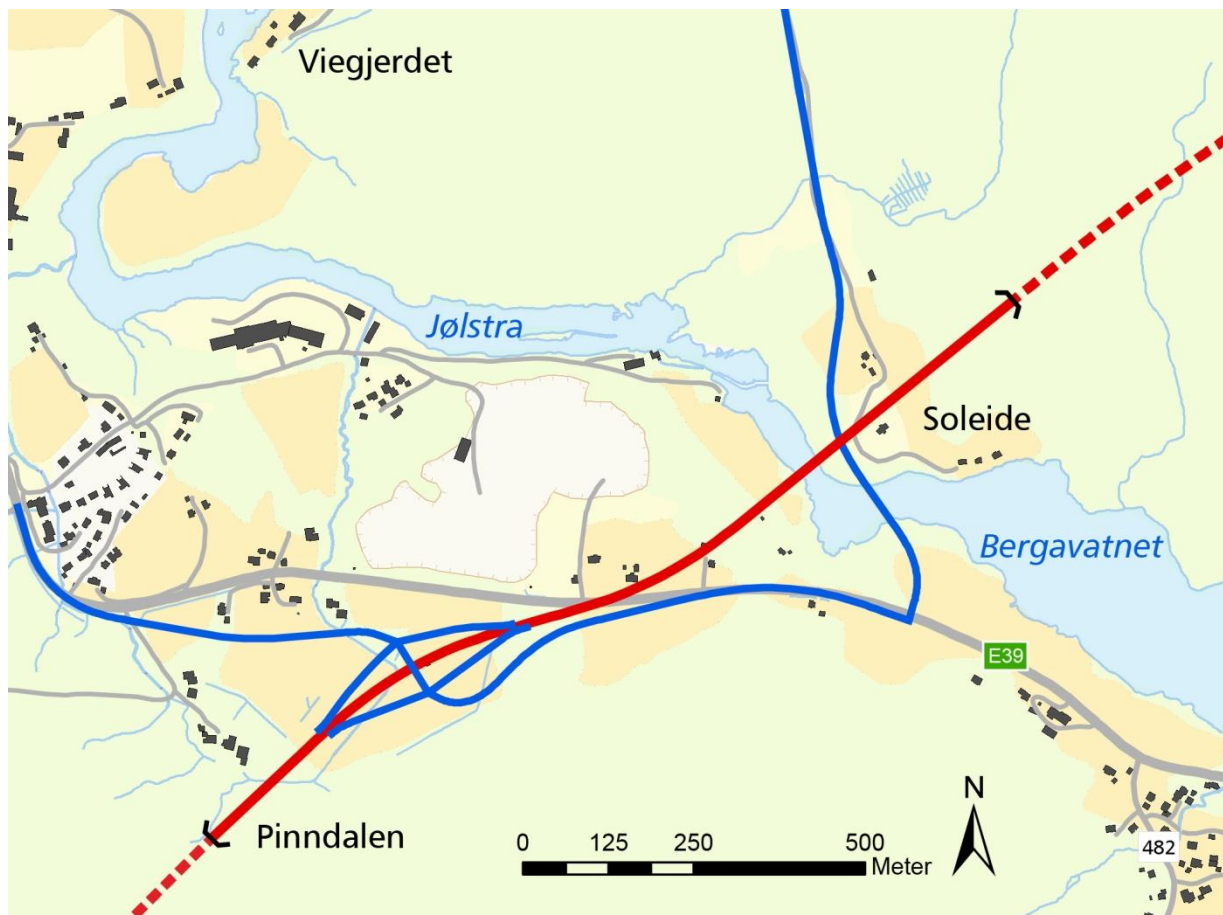 Viegjerdet
Jølstra
Soleide
Bergavatnet
E39
Pinndalen
N
0 125 250 500
Meter
482